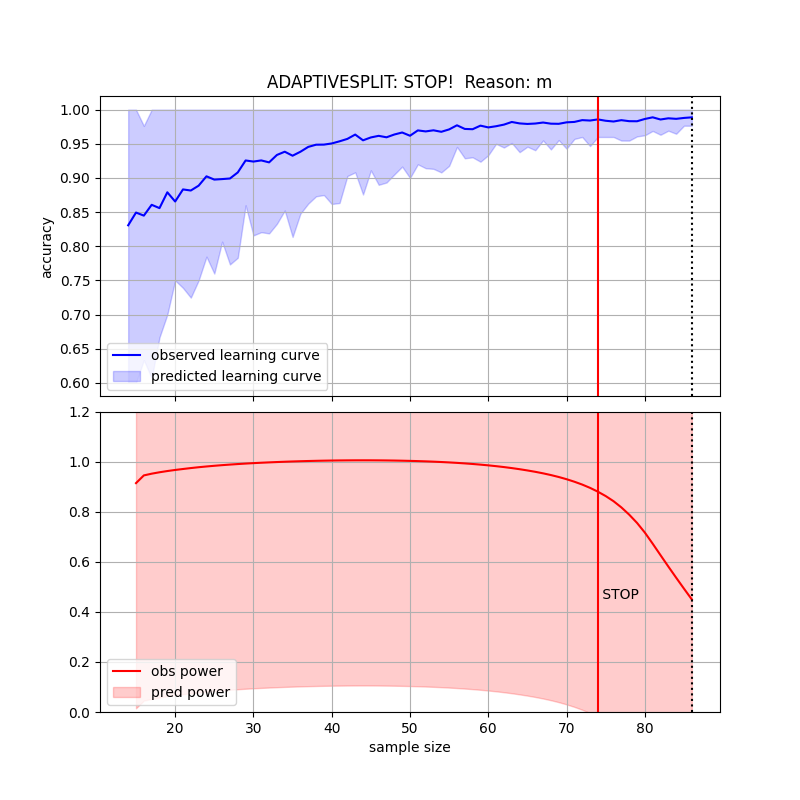 ADAPTIVESPLIT: STOP!  Reason: m
1.00
0.95
0.90
0.85
0.80
0.75
0.70
0.65
0.60
accuracy
observed learning curve
predicted learning curve
1.2
1.0
0.8
0.6
0.4
0.2
0.0
STOP
obs power
pred power
20 30 40 50 60 70 80
sample size